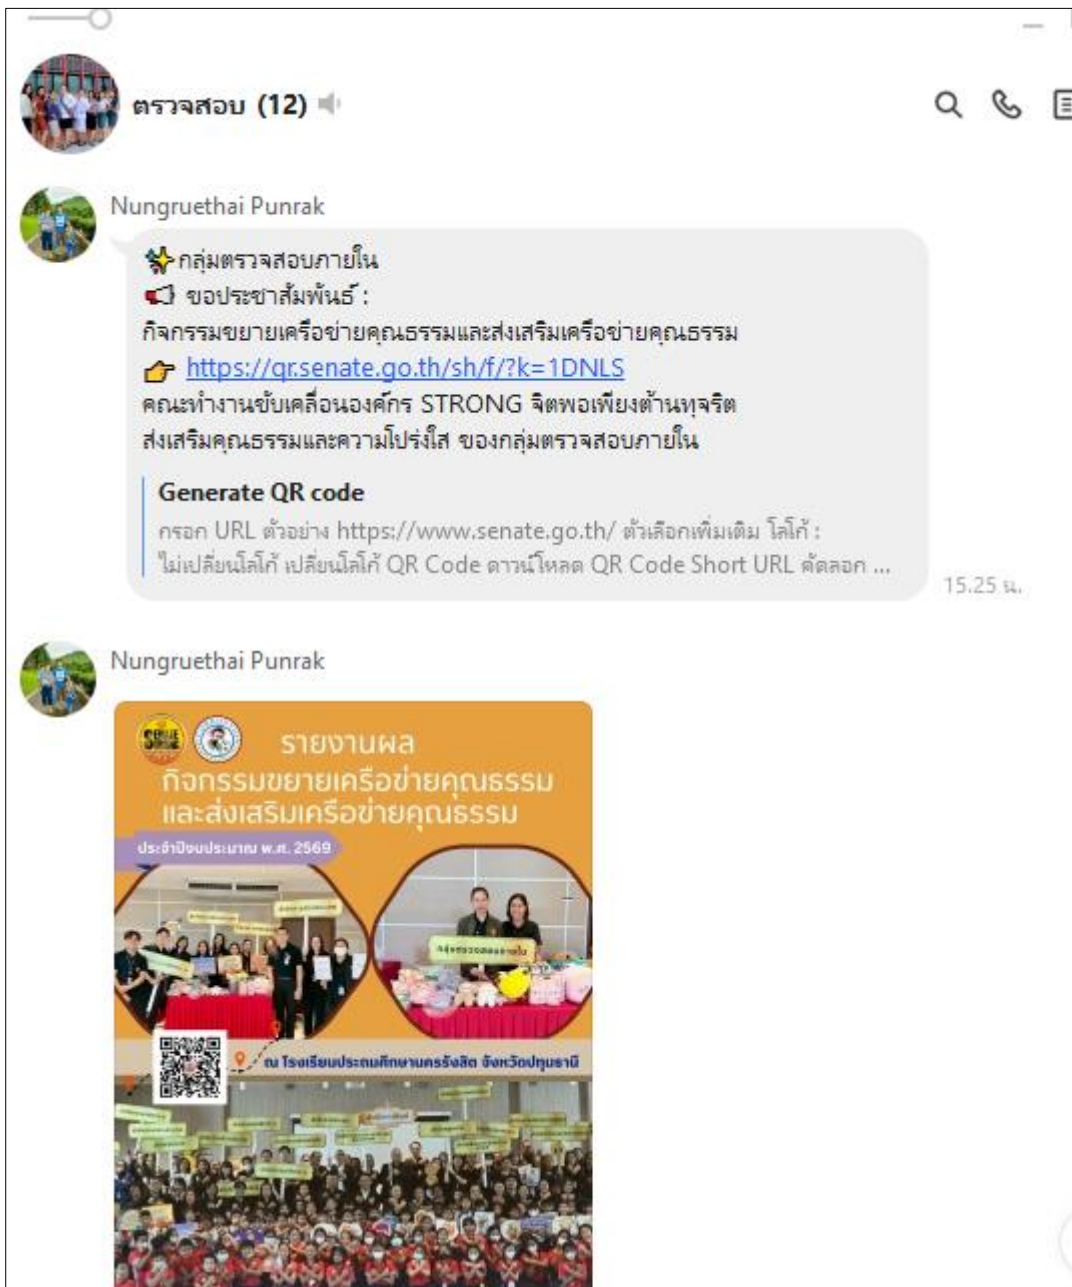 ตรวจสอบ (12)
Nungruethai Punrak
กลุ่มตรวจสอบภายใน
ขอประชาสัมพันธ์ :
กิจกรรมขยายเครือข่ายคุณธรรมและส่งเสริมเครือข่ายคุณธรรม
https://qr.senate.go.th/sh/f/?k=1DNLS
คณะทำงานขับเคลื่อนองค์กร STRONG จิตพอเพียงต้านทุจริต
ส่งเสริมคุณธรรมและความโปร่งใส ของกลุ่มตรวจสอบภายใน
Generate QR code
กรอก URL ตัวอย่าง https://www.senate.go.th/ ตัวเลือกเพิ่มเติม โลโก้ :
ไม่เปลี่ยนโลโก้ เปลี่ยนโลโก้ QR Code ดาวน์โหลด QR Code Short URL คัดลอก ...
15.25 น.
Nungruethai Punrak
รายงานผล
กิจกรรมขยายเครือข่ายคุณธรรม
และส่งเสริมเครือข่ายคุณธรรม
ประจำปีงบประมาณ พ.ศ. 2569
กลุ่มตรวจสอบภายใน
ณ โรงเรียนประถมศึกษานครรังสิต จังหวัดปทุมธานี